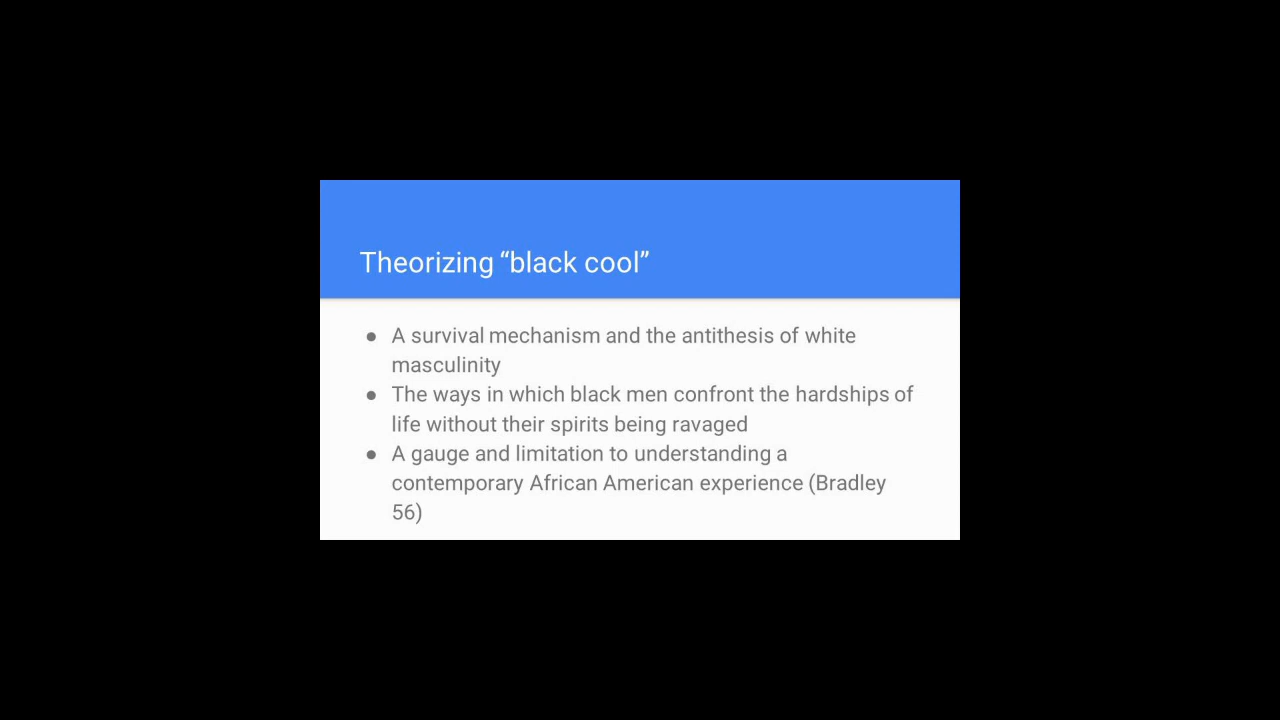 Theorizing “black cool”
● A survival mechanism and the antithesis of white
masculinity
● The ways in which black men confront the hardships of
life without their spirits being ravaged
● A gauge and limitation to understanding a
contemporary African American experience (Bradley
56)